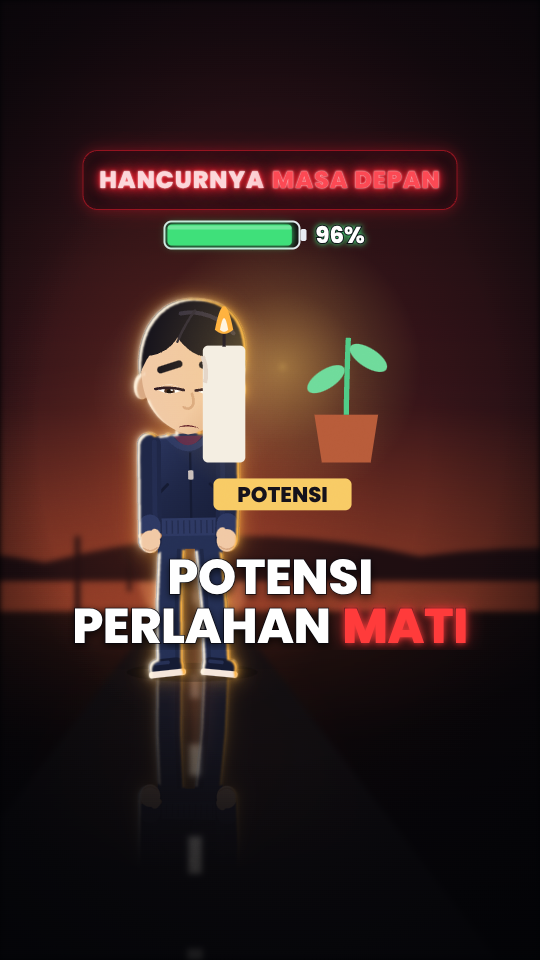 HANCURNYA MASA DEPAN
96%
POTENSI
POTENSI
PERLAHAN MATI